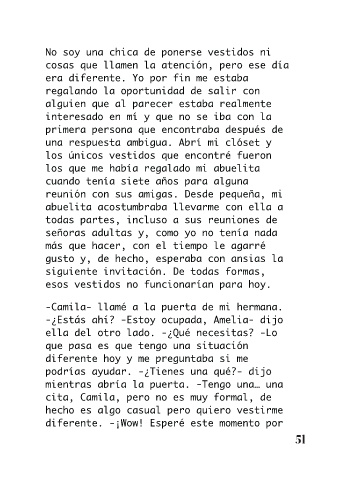 No soy una chica de ponerse vestidos ni
cosas que llamen la atención, pero ese día
era diferente. Yo por fin me estaba
regalando la oportunidad de salir con
alguien que al parecer estaba realmente
interesado en mí y que no se iba con la
primera persona que encontraba después de
una respuesta ambigua. Abrí mi clóset y
los únicos vestidos que encontré fueron
los que me había regalado mi abuelita
cuando tenía siete años para alguna
reunión con sus amigas. Desde pequeña, mi
abuelita acostumbraba llevarme con ella a
todas partes, incluso a sus reuniones de
señoras adultas y, como yo no tenía nada
más que hacer, con el tiempo le agarré
gusto y, de hecho, esperaba con ansias la
siguiente invitación. De todas formas,
esos vestidos no funcionarían para hoy.
-Camila- llamé a la puerta de mi hermana.
-¿Estás ahí? -Estoy ocupada, Amelia- dijo
ella del otro lado. -¿Qué necesitas? -Lo
que pasa es que tengo una situación
diferente hoy y me preguntaba si me
podrías ayudar. -¿Tienes una qué?- dijo
mientras abría la puerta. -Tengo una… una
cita, Camila, pero no es muy formal, de
hecho es algo casual pero quiero vestirme
diferente. -¡Wow! Esperé este momento por
51